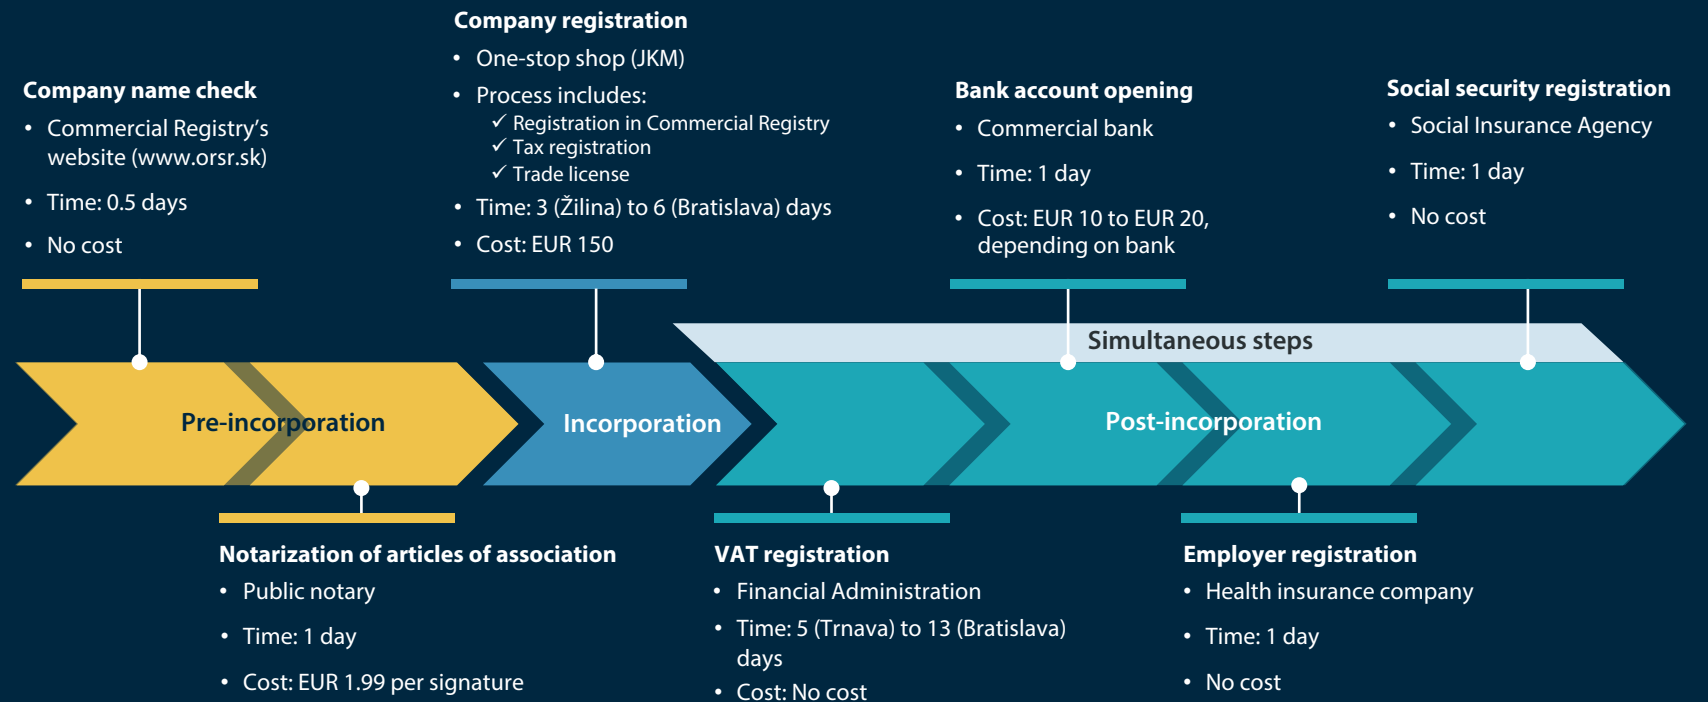 Company name check
• Commercial Registry's
website (www.orsr.sk)
• Time: 0.5 days
• No cost
Company registration
• One-stop shop (JKM)
• Process includes:
✓ Registration in Commercial Registry
✓ Tax registration
✓ Trade license
• Time: 3 (Žilina) to 6 (Bratislava) days
• Cost: EUR 150
Bank account opening
• Commercial bank
• Time: 1 day
• Cost: EUR 10 to EUR 20,
depending on bank
Social security registration
• Social Insurance Agency
• Time: 1 day
• No cost
Simultaneous steps
Pre-incorporation
Incorporation
Post-incorporation
Notarization of articles of association
• Public notary
• Time: 1 day
• Cost: EUR 1.99 per signature
VAT registration
• Financial Administration
• Time: 5 (Trnava) to 13 (Bratislava)
days
• Cost: No cost
Employer registration
• Health insurance company
• Time: 1 day
• No cost